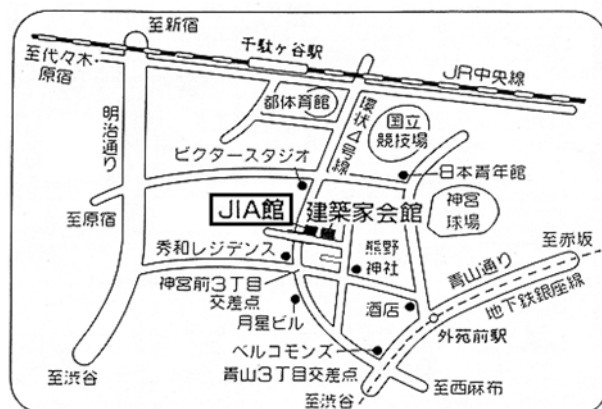 至新宿
千駄ヶ谷駅
至代々木・
原宿
JR中央線
都体育館
環状4号線
国立
競技場
明治通り
ビクタースタジオ
日本青年館
JIA館
建築家会館
神宮
球場
至原宿
秀和レジデンス
熊野
神社
青山通り
至赤坂
地下鉄銀座線
神宮前3丁目
交差点
月星ビル
酒店
外苑前駅
ベルコモンズ
青山3丁目交差点
至渋谷
至渋谷
至西麻布